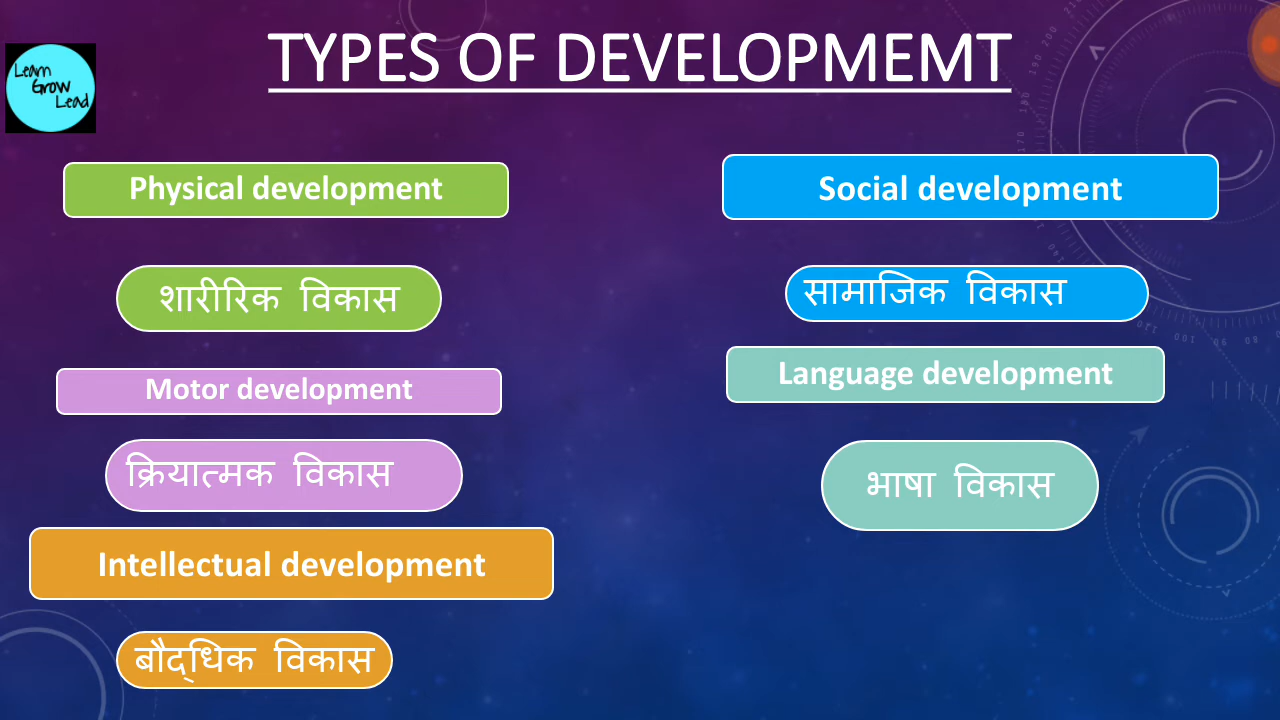 TYPES OF DEVELOPMEMT
Learn
Grow
Lead
Physical development
शारीरिक विकास
Motor development
क्रियात्मक विकास
Intellectual development
बौद्धिक विकास
Social development
सामाजिक विकास
Language development
भाषा विकास